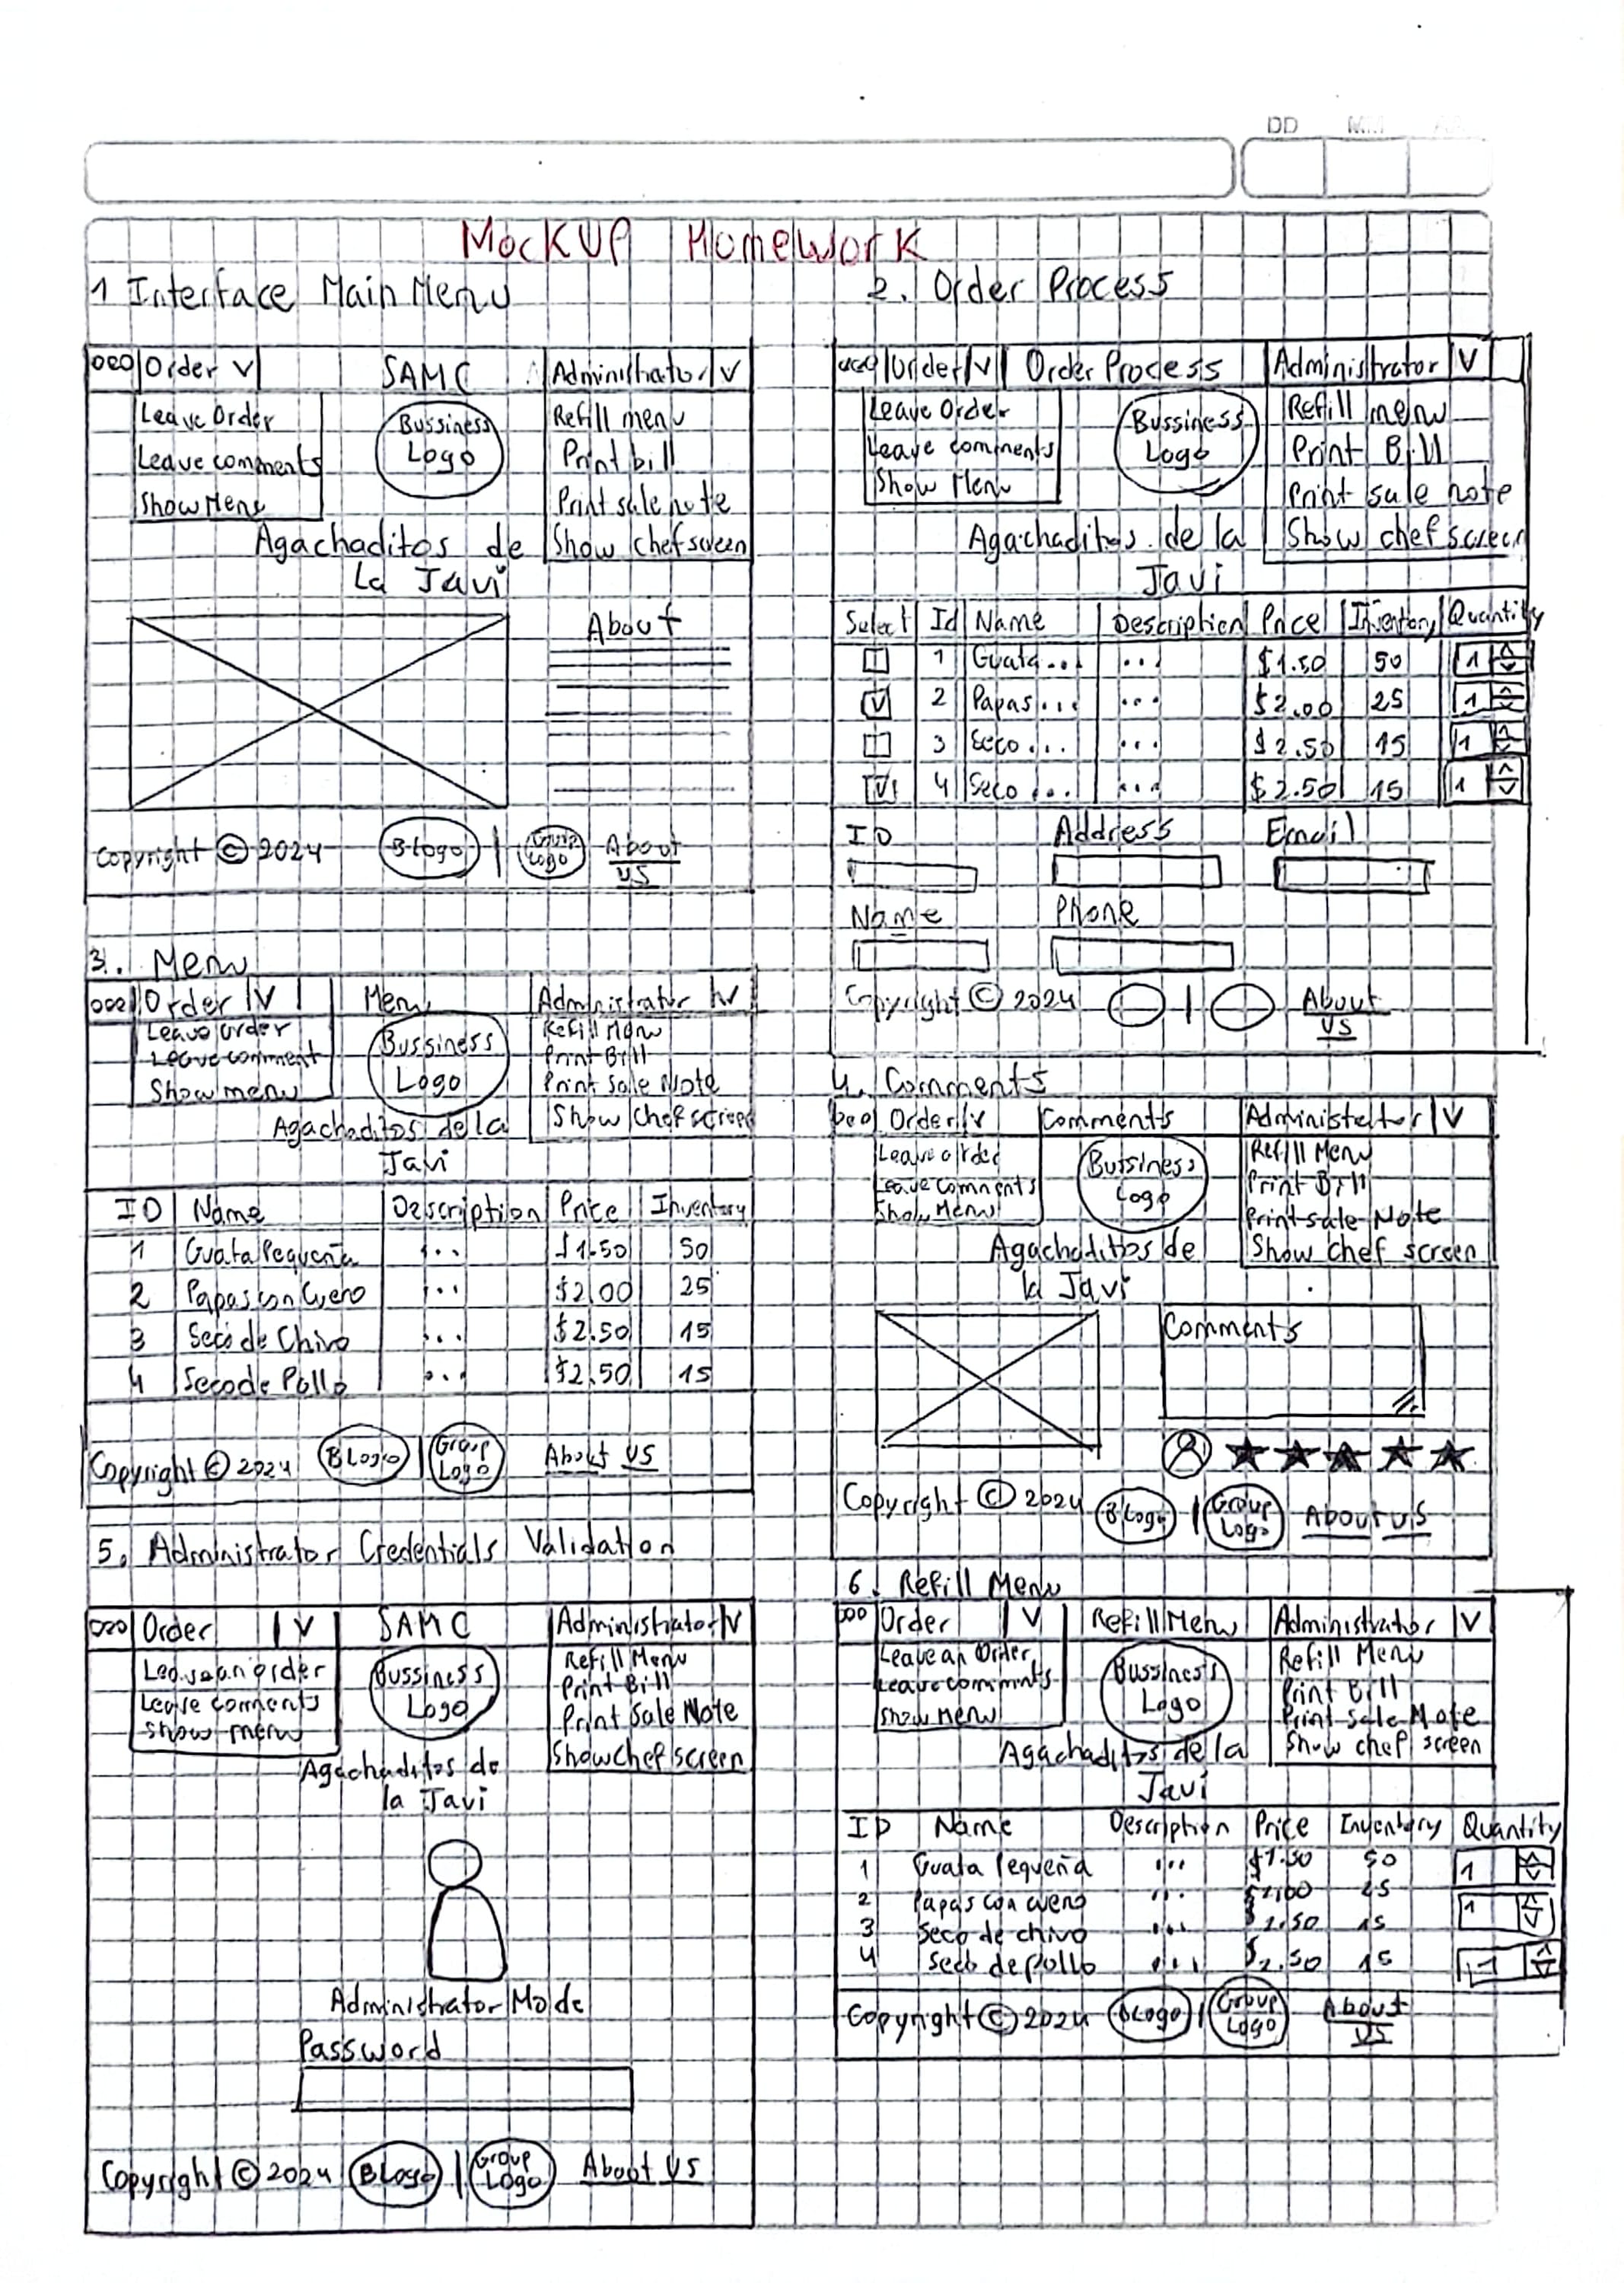 DD MM
Mockup Homework
1 Interface Main Menu
Order V SAMC Administrator V
Leave Order
Leave comments
Show Menu
Bussiness
Logo
Refill menu
Print bill
Print sale note
Show chef screen
Agachaditos de
La Javi
About
Copyright © 2024 B Logo | Group Logo About US
2. Order Process
Order V Order Process Administrator V
Leave Order
Leave comments
Show Menu
Bussiness
Logo
Refill menu
Print Bill
Print sale note
Show chef screen
Agachaditos de la
Javi
Select Id Name Description Price Inventory Quantity
1 Guata... ... $1.50 50 1
V 2 Papas... ... $2.00 25 1
3 Seco... ... $2.50 15 1
V 4 Seco... ... $2.50 15 1
ID Address Email
Name Phone
Copyright © 2024 | About
US
3. Menu
Order V Menu Administrator V
Leave order
Leave comment
Show menu
Bussiness
Logo
Refill Menu
Print Bill
Print Sale Note
Show Chef screen
Agachaditos de la
Javi
ID Name Description Price Inventory
1 Guata Pequeña ... $1.50 50
2 Papas con Cuero ... $2.00 25
3 Seco de Chivo ... $2.50 15
4 Seco de Pollo ... $2.50 15
Copyright © 2024 B Logo | Group Logo About US
4. Comments
Order V Comments V
Leave order
Leave comments
Show Menu
Bussiness
Logo
Refill Menu
Print Bill
Print sale Note
Show chef screen
Agachaditos de
la Javi
Comments
Copyright © 2024 B Logo | Group Logo About US
5. Administrator Credentials Validation
Order V SAMC Administrator V
Leave an order
Leave comments
show menu
Bussiness
Logo
Refill Menu
Print Bill
Print Sale Note
Show Chef screen
Agachaditos de
la Javi
Administrator Mode
Password
Copyright © 2024 B Logo | Group Logo About US
6. Refill Menu
Order V Refill Menu Administrator V
Leave an Order
Leave comments
show menu
Bussiness
Logo
Refill Menu
Print Bill
Print Sale Note
Show chef screen
Agachaditos de la
Javi
ID Name Description Price Inventory Quantity
1 Guata Pequeña ... $1.50 50 1
2 Papas con cuero ... 25 1
3 Seco de chivo ... 15
4 Seco de pollo ... $2.50 15 1
Copyright © 2024 B Logo | Group Logo About
US